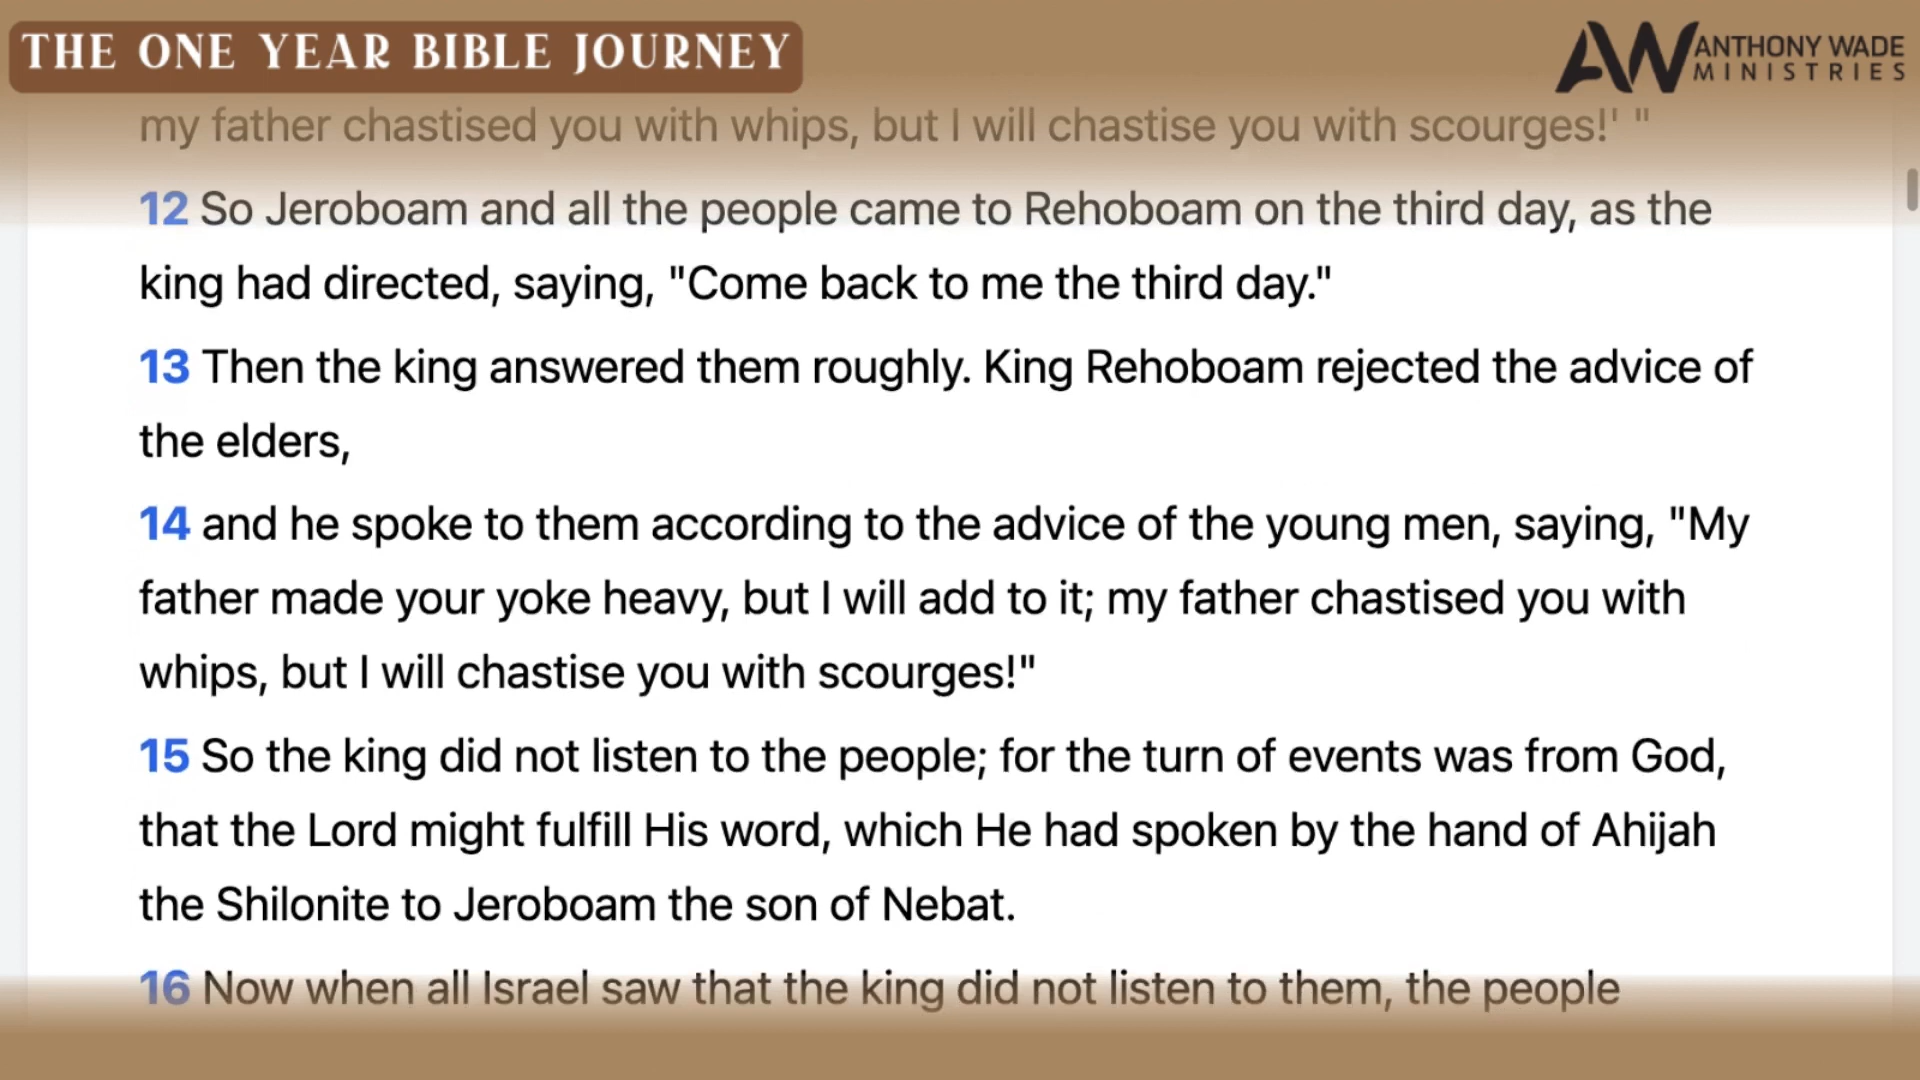 THE ONE YEAR BIBLE JOURNEY
AW ANTHONY WADE
MINISTRIES
my father chastised you with whips, but I will chastise you with scourges!' "
12 So Jeroboam and all the people came to Rehoboam on the third day, as the
king had directed, saying, "Come back to me the third day."
13 Then the king answered them roughly. King Rehoboam rejected the advice of
the elders,
14 and he spoke to them according to the advice of the young men, saying, "My
father made your yoke heavy, but I will add to it; my father chastised you with
whips, but I will chastise you with scourges!"
15 So the king did not listen to the people; for the turn of events was from God,
that the Lord might fulfill His word, which He had spoken by the hand of Ahijah
the Shilonite to Jeroboam the son of Nebat.
16 Now when all Israel saw that the king did not listen to them, the people